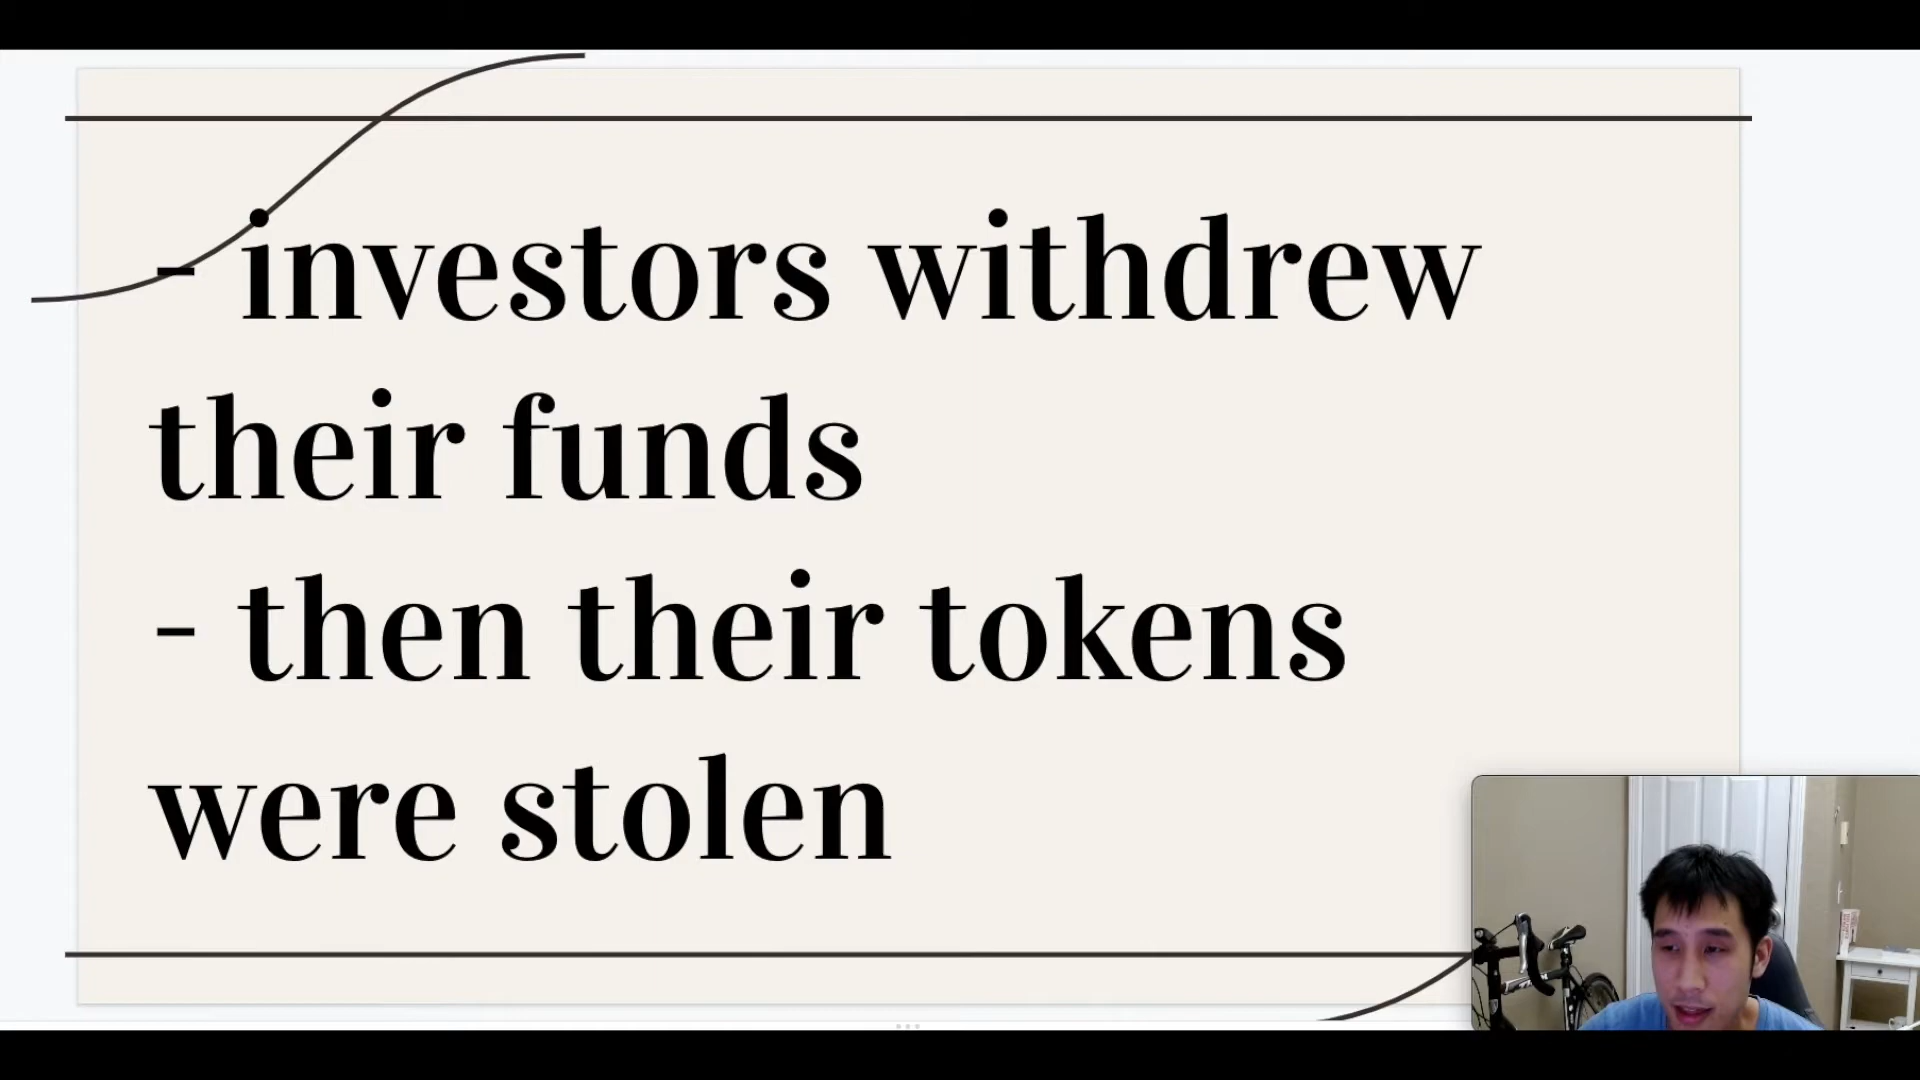 - investors withdrew
their funds
- then their tokens
were stolen